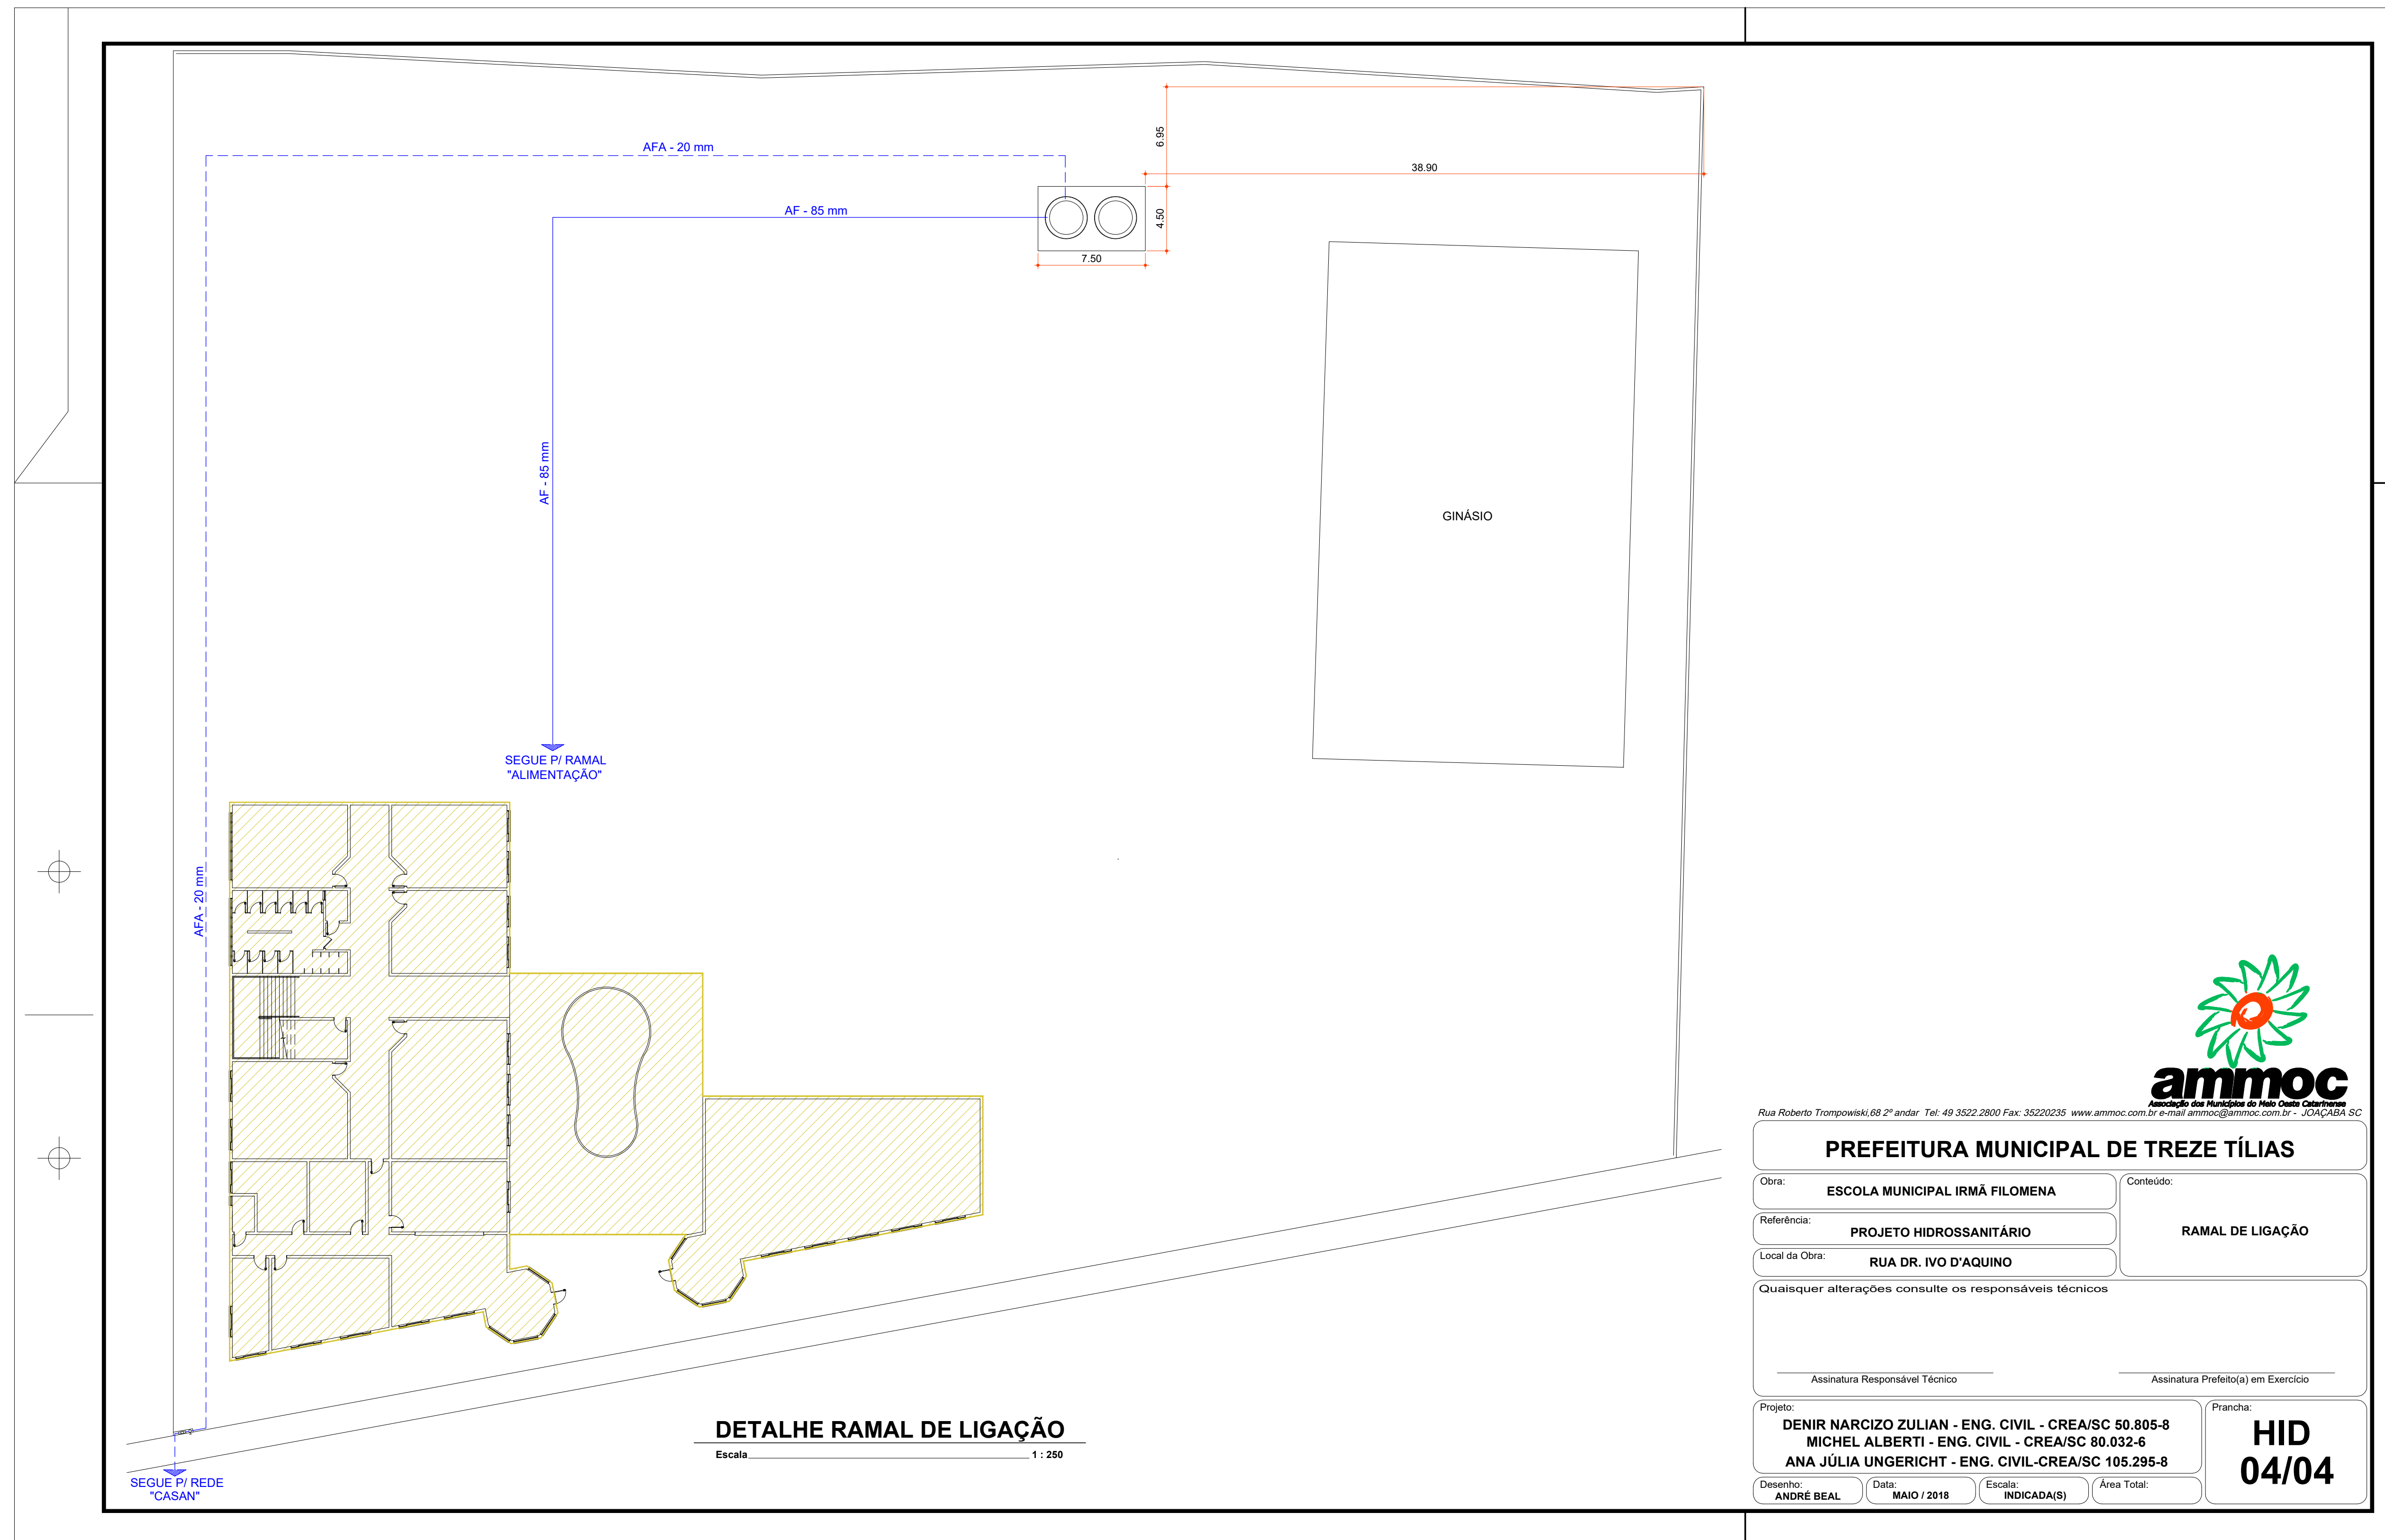 AFA - 20 mm
6.95
38.90
AF - 85 mm
4.50
7.50
AF - 85 mm
GINÁSIO
SEGUE P/ RAMAL
"ALIMENTAÇÃO"
AFA - 20 mm
SEGUE P/ REDE
"CASAN"
DETALHE RAMAL DE LIGAÇÃO
Escala 1 : 250
ammoc
Associação dos Municípios do Meio Oeste Catarinense
Rua Roberto Trompowiski,68 2º andar Tel: 49 3522.2800 Fax: 35220235 www.ammoc.com.br e-mail ammoc@ammoc.com.br - JOAÇABA SC
PREFEITURA MUNICIPAL DE TREZE TÍLIAS
Obra:
ESCOLA MUNICIPAL IRMÃ FILOMENA
Conteúdo:
RAMAL DE LIGAÇÃO
Referência:
PROJETO HIDROSSANITÁRIO
Local da Obra:
RUA DR. IVO D'AQUINO
Quaisquer alterações consulte os responsáveis técnicos
Assinatura Responsável Técnico
Assinatura Prefeito(a) em Exercício
Projeto:
DENIR NARCIZO ZULIAN - ENG. CIVIL - CREA/SC 50.805-8
MICHEL ALBERTI - ENG. CIVIL - CREA/SC 80.032-6
ANA JÚLIA UNGERICHT - ENG. CIVIL-CREA/SC 105.295-8
Prancha:
HID
04/04
Desenho:
ANDRÉ BEAL
Data:
MAIO / 2018
Escala:
INDICADA(S)
Área Total: